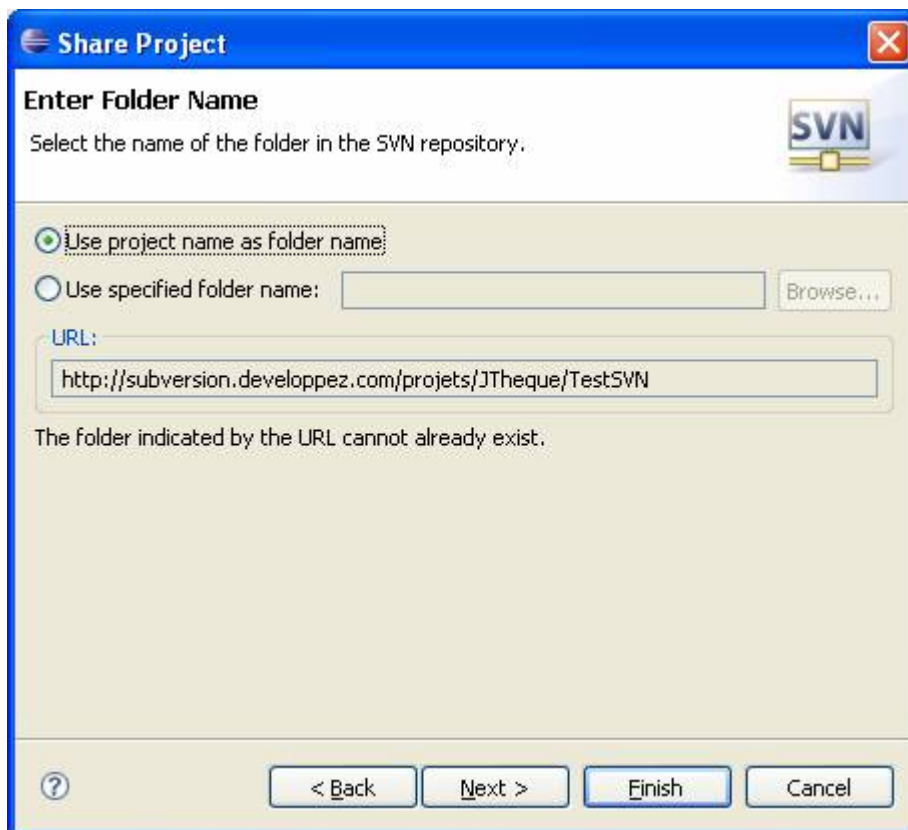 Share Project
Enter Folder Name
Select the name of the folder in the SVN repository.
SVN
Use project name as folder name
Use specified folder name:
Browse...
URL:
http://subversion.developpez.com/projets/JTheque/TestSVN
The folder indicated by the URL cannot already exist.
? < Back Next > Finish Cancel